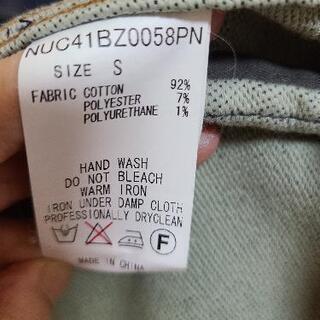 NUC41BZ0058PN
SIZE S
FABRIC COTTON 92%
POLYESTER 7%
POLYURETHANE 1%
HAND WASH
DO NOT BLEACH
WARM IRON
IRON UNDER DAMP CLOTH
PROFESSIONALLY DRYCLEAN
F
MADE IN CHINA